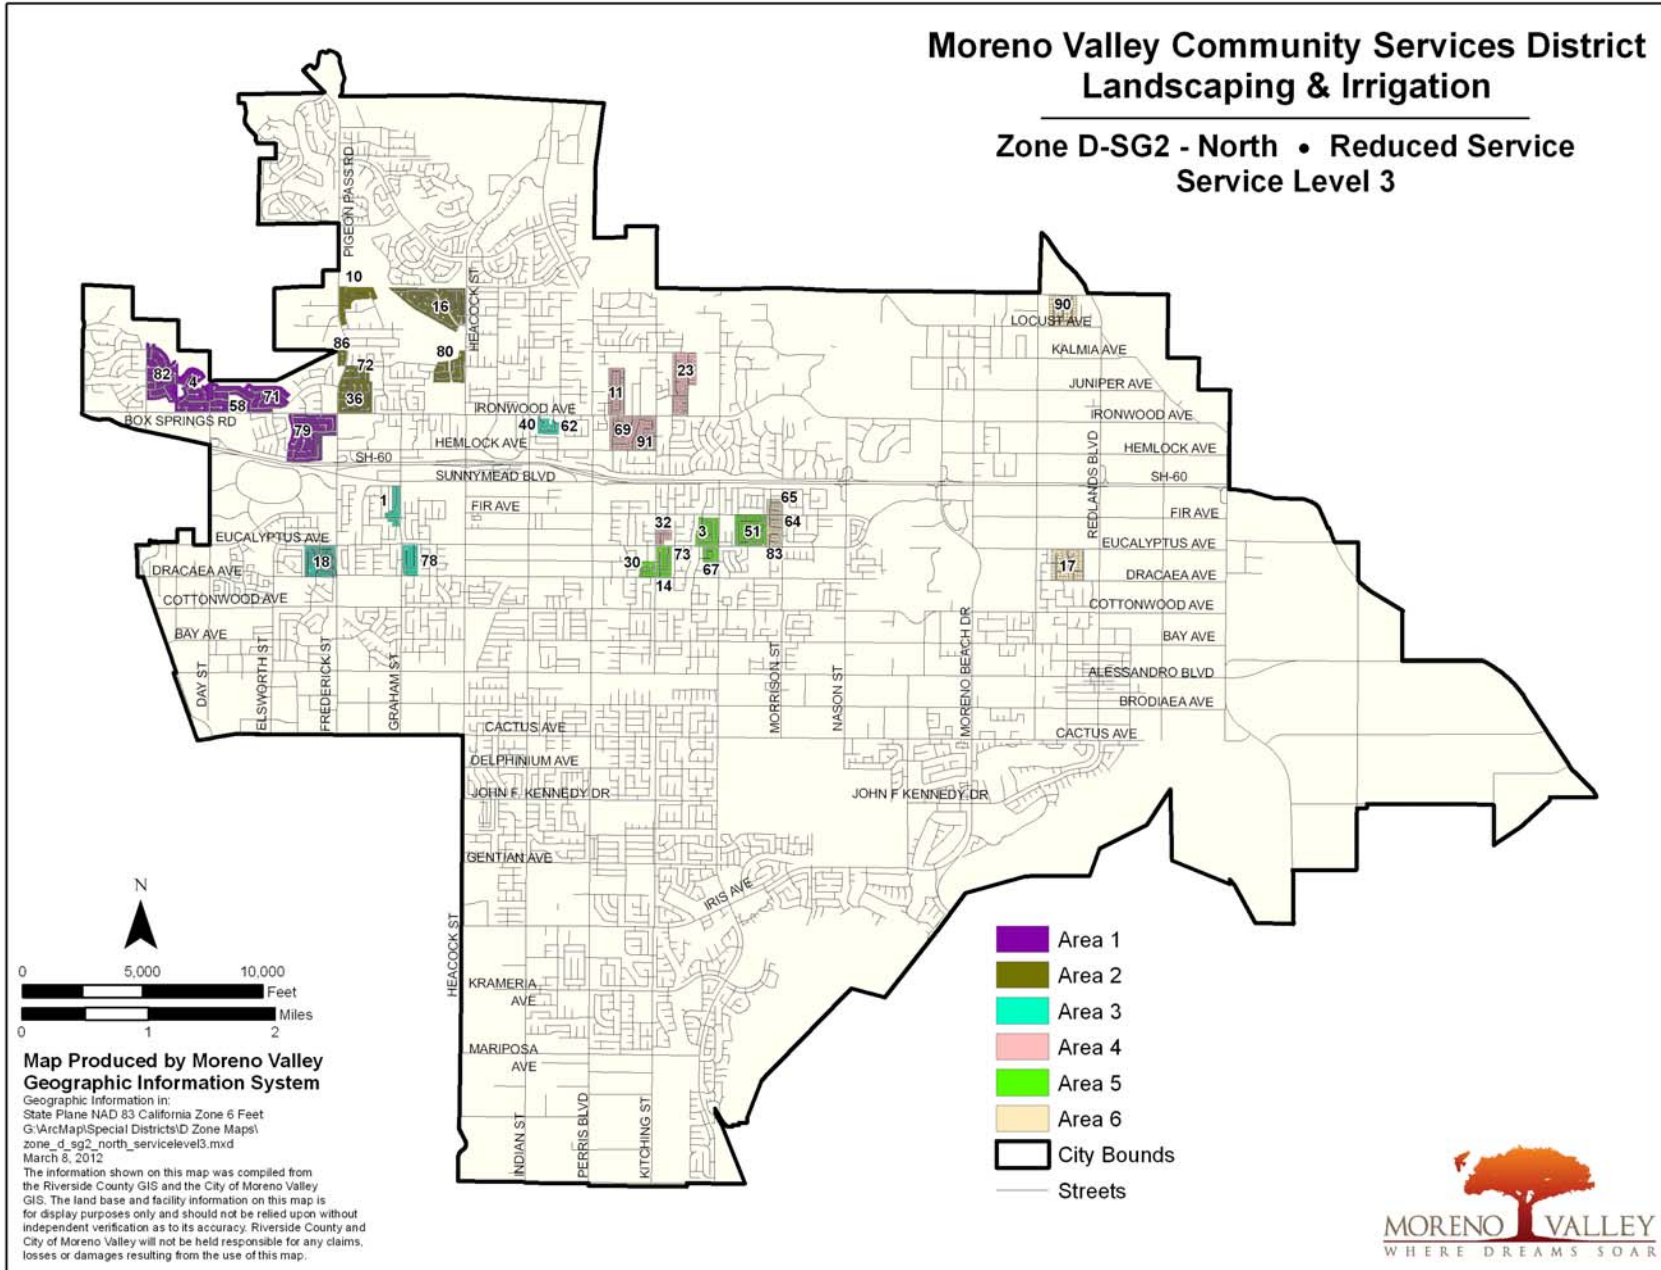 Moreno Valley Community Services District
Landscaping & Irrigation
Zone D-SG2 - North • Reduced Service
Service Level 3
PIGEON PASS RD
HEACOCK ST
10
16
90
LOCUST AVE
86
80
72
KALMIA AVE
82
4
71
58
36
23
11
JUNIPER AVE
IRONWOOD AVE
IRONWOOD AVE
BOX SPRINGS RD
79
40
62
69
91
HEMLOCK AVE
HEMLOCK AVE
REDLANDS BLVD
SH-60
SUNNYMEAD BLVD
SH-60
1
65
FIR AVE
FIR AVE
32
3
51
64
EUCALYPTUS AVE
EUCALYPTUS AVE
18
78
30
73
67
83
17
14
DRACAEA AVE
DRACAEA AVE
COTTONWOOD AVE
COTTONWOOD AVE
BAY AVE
BAY AVE
DAY ST
ELSWORTH ST
FREDERICK ST
GRAHAM ST
MORRISON ST
NASON ST
MORENO BEACH DR
ALESSANDRO BLVD
BRODIAEA AVE
CACTUS AVE
CACTUS AVE
DELPHINIUM AVE
JOHN F. KENNEDY DR
JOHN F KENNEDY DR
GENTIAN AVE
IRIS AVE
HEACOCK ST
KRAMERIA
AVE
MARIPOSA
AVE
INDIAN ST
PERRIS BLVD
KITCHING ST
N
0 5,000 10,000
Feet
Miles
0 1 2
Map Produced by Moreno Valley
Geographic Information System
Geographic Information in:
State Plane NAD 83 California Zone 6 Feet
G:\ArcMap\Special Districts\D Zone Maps\
zone_d_sg2_north_servicelevel3.mxd
March 8, 2012
The information shown on this map was compiled from
the Riverside County GIS and the City of Moreno Valley
GIS. The land base and facility information on this map is
for display purposes only and should not be relied upon without
independent verification as to its accuracy. Riverside County and
City of Moreno Valley will not be held responsible for any claims,
losses or damages resulting from the use of this map.
Area 1
Area 2
Area 3
Area 4
Area 5
Area 6
City Bounds
Streets
MORENO VALLEY
WHERE DREAMS SOAR